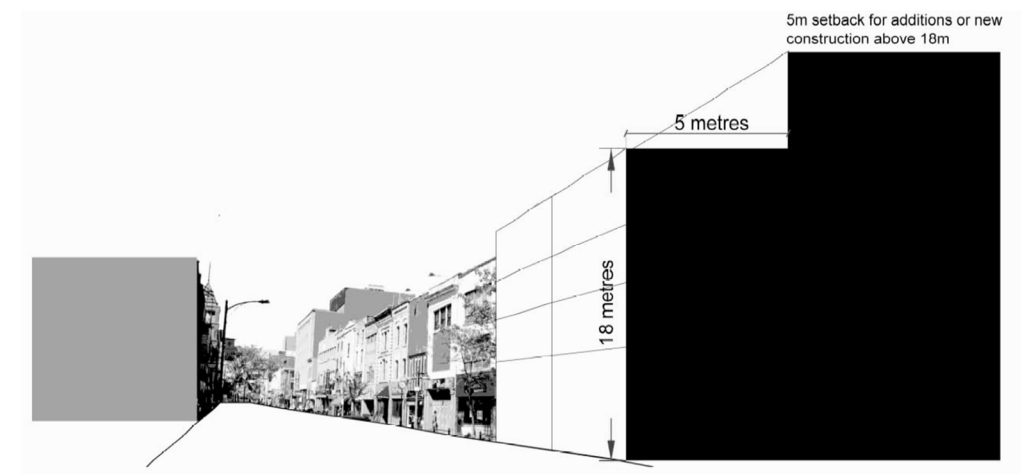 5m setback for additions or new
construction above 18m
5 metres
18 metres